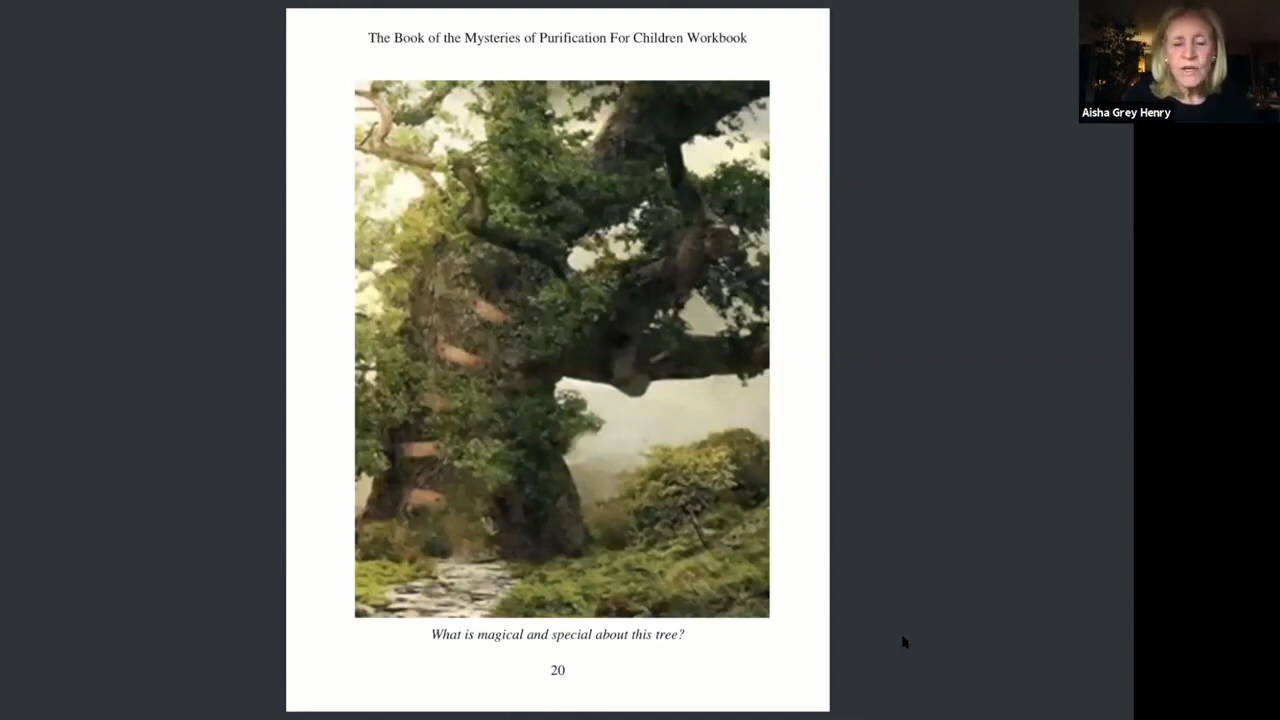 The Book of the Mysteries of Purification For Children Workbook
Aisha Grey Henry
What is magical and special about this tree?
20